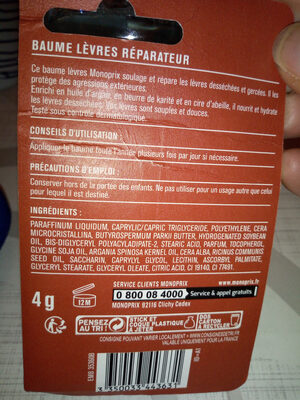 BAUME LÈVRES RÉPARATEUR
Ce baume lèvres Monoprix soulage et répare les lèvres desséchées et gercées. Il les
protège des agressions extérieures.
Enrichi en huile d'argan, en beurre de karité et en cire d'abeille, il nourrit et hydrate
les lèvres desséchées. Vos lèvres sont souples et douces.
Testé sous contrôle dermatologique.
CONSEILS D'UTILISATION :
Appliquer le baume toute l'année plusieurs fois par jour si nécessaire.
PRÉCAUTIONS D'EMPLOI :
Conserver hors de la portée des enfants. Ne pas utiliser pour un usage autre que celui
pour lequel il est destiné.
INGRÉDIENTS :
PARAFFINUM LIQUIDUM, CAPRYLIC/CAPRIC TRIGLYCERIDE, POLYETHYLENE, CERA
MICROCRISTALLINA, BUTYROSPERMUM PARKII BUTTER, HYDROGENATED SOYBEAN
OIL, BIS-DIGLYCERYL POLYACYLADIPATE-2, STEARIC ACID, PARFUM, TOCOPHEROL,
GLYCINE SOJA OIL, ARGANIA SPINOSA KERNEL OIL, CERA ALBA, RICINUS COMMUNIS
SEED OIL, SACCHARIN, CAPRYLYL GLYCOL, LECITHIN, ASCORBYL PALMITATE,
GLYCERYL STEARATE, GLYCERYL OLEATE, CITRIC ACID, CI 19140, CI 77491.
4g
12M
SERVICE CLIENTS MONOPRIX
www.monoprix.fr
0 800 08 4000 Service & appel gratuits
MONOPRIX 92116 Clichy Cedex
PENSEZ
AU TRI !
STICK ET
COQUE PLASTIQUE
À JETER
DOS
CARTON
À RECYCLER
CONSIGNE POUVANT VARIER LOCALEMENT > WWW.CONSIGNESDETRI.FR
VALABLE UNIQUEMENT POUR LA FRANCE
EMB 35360B
3 350033 443631